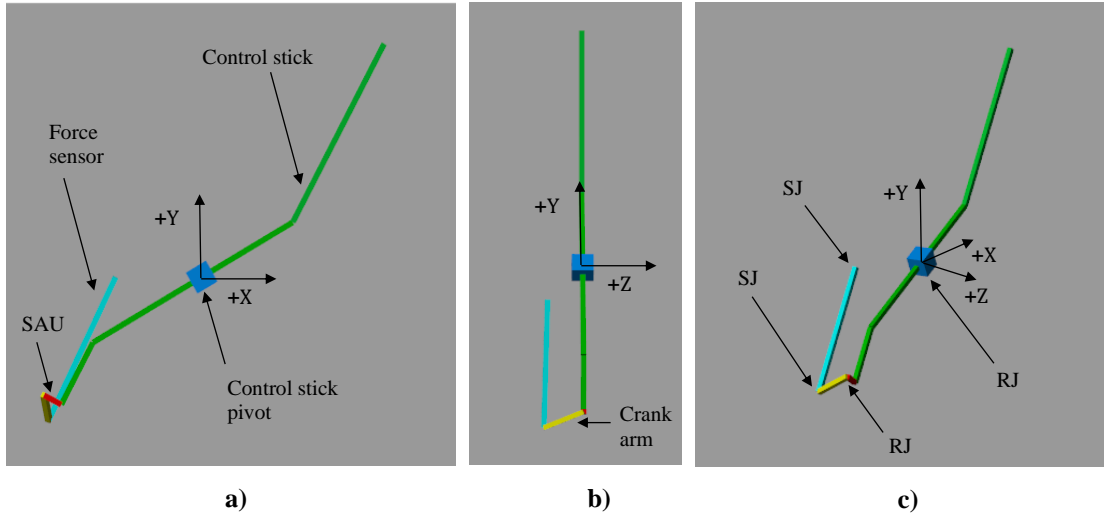 Control stick
Force
sensor
+Y
+X
SAU
Control stick
pivot
a)
+Y
+Z
Crank
arm
b)
SJ
+Y
SJ
+X
+Z
RJ
RJ
c)